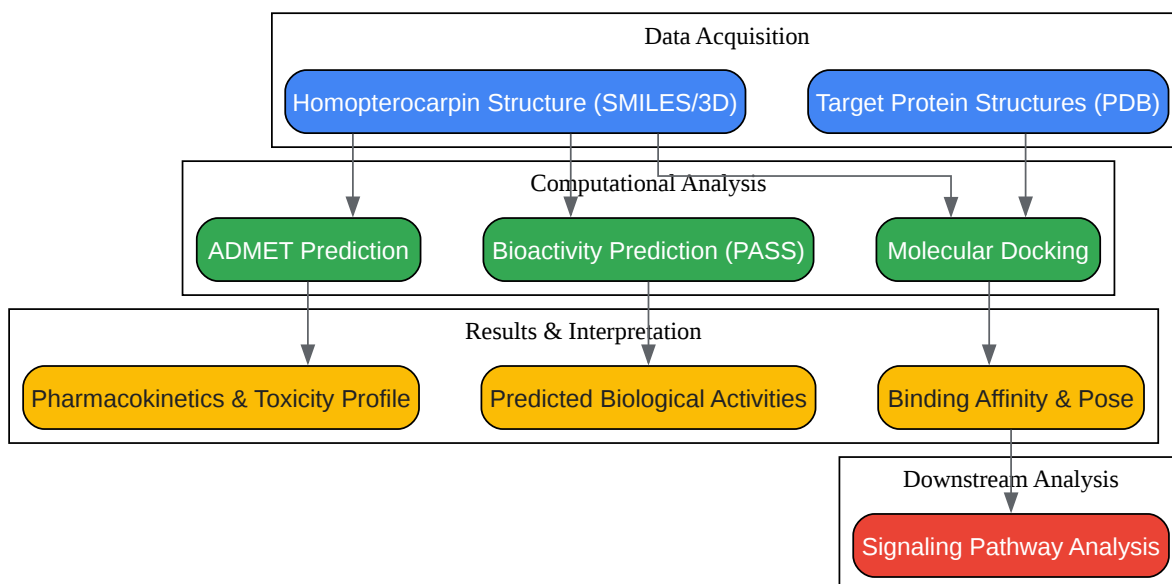 Data Acquisition
Homopterocarpin Structure (SMILES/3D)
Target Protein Structures (PDB)
Computational Analysis
ADMET Prediction
Bioactivity Prediction (PASS)
Molecular Docking
Results & Interpretation
Pharmacokinetics & Toxicity Profile
Predicted Biological Activities
Binding Affinity & Pose
Downstream Analysis
Signaling Pathway Analysis